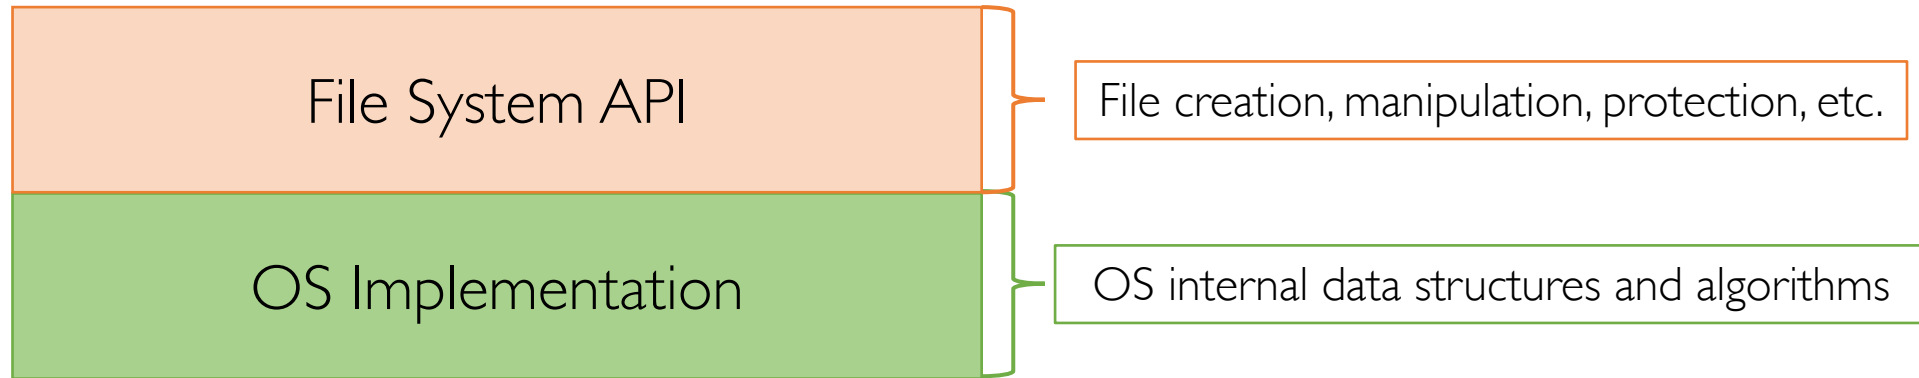 File System API
File creation, manipulation, protection, etc.
OS Implementation
OS internal data structures and algorithms